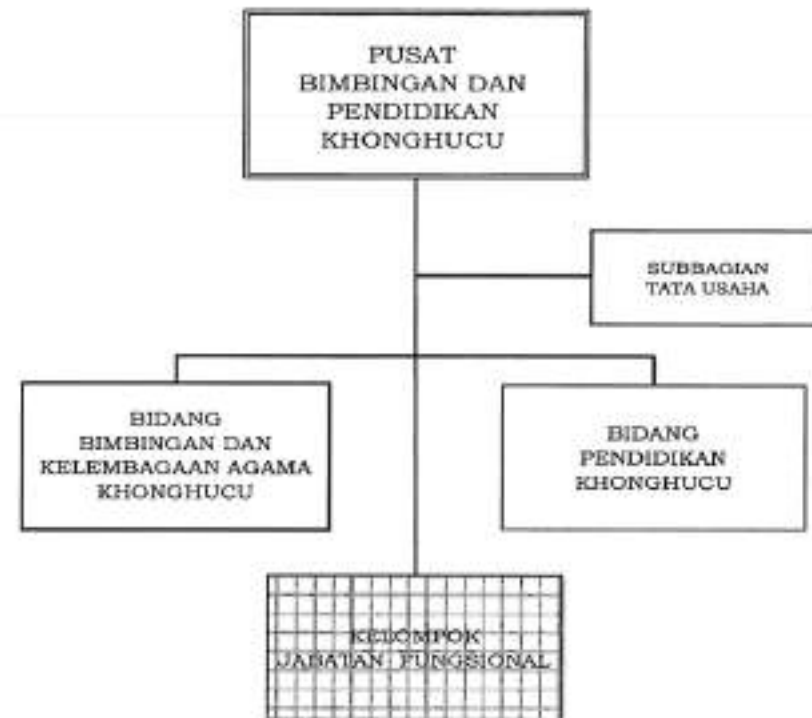 PUSAT
BIMBINGAN DAN
PENDIDIKAN
KHONGHUCU
SUBBAGIAN
TATA USAHA
BIDANG
BIMBINGAN DAN
KELEMBAGAAN AGAMA
KHONGHUCU
BIDANG
PENDIDIKAN
KHONGHUCU
KELOMPOK
JABATAN FUNGSIONAL